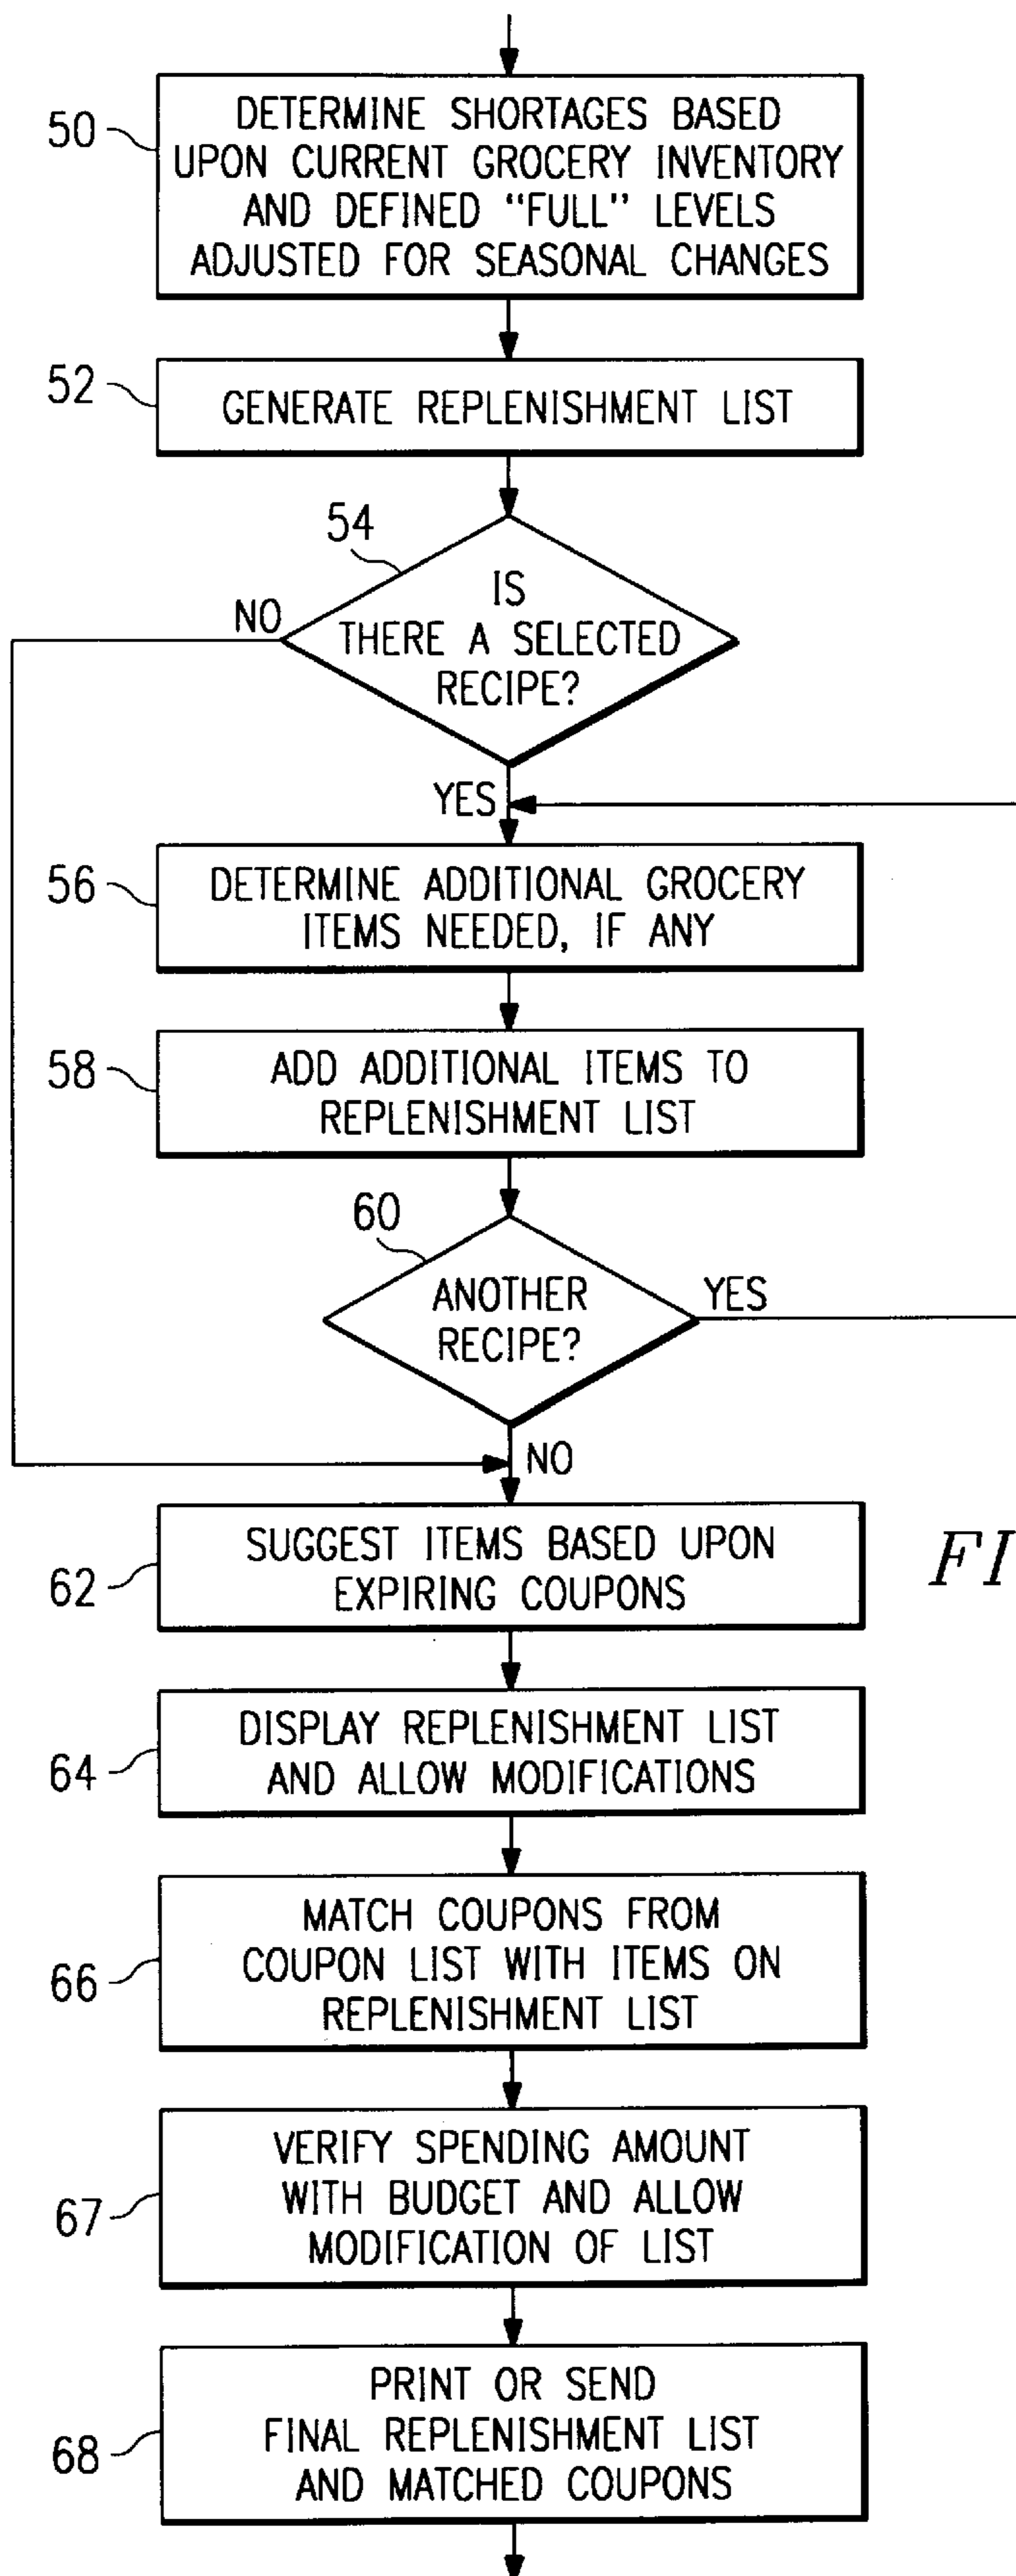 50
DETERMINE SHORTAGES BASED
UPON CURRENT GROCERY INVENTORY
AND DEFINED "FULL" LEVELS
ADJUSTED FOR SEASONAL CHANGES
52
GENERATE REPLENISHMENT LIST
54
IS
THERE A SELECTED
RECIPE?
NO
YES
56
DETERMINE ADDITIONAL GROCERY
ITEMS NEEDED, IF ANY
58
ADD ADDITIONAL ITEMS TO
REPLENISHMENT LIST
60
ANOTHER
RECIPE?
YES
NO
62
SUGGEST ITEMS BASED UPON
EXPIRING COUPONS
FI
64
DISPLAY REPLENISHMENT LIST
AND ALLOW MODIFICATIONS
66
MATCH COUPONS FROM
COUPON LIST WITH ITEMS ON
REPLENISHMENT LIST
67
VERIFY SPENDING AMOUNT
WITH BUDGET AND ALLOW
MODIFICATION OF LIST
68
PRINT OR SEND
FINAL REPLENISHMENT LIST
AND MATCHED COUPONS